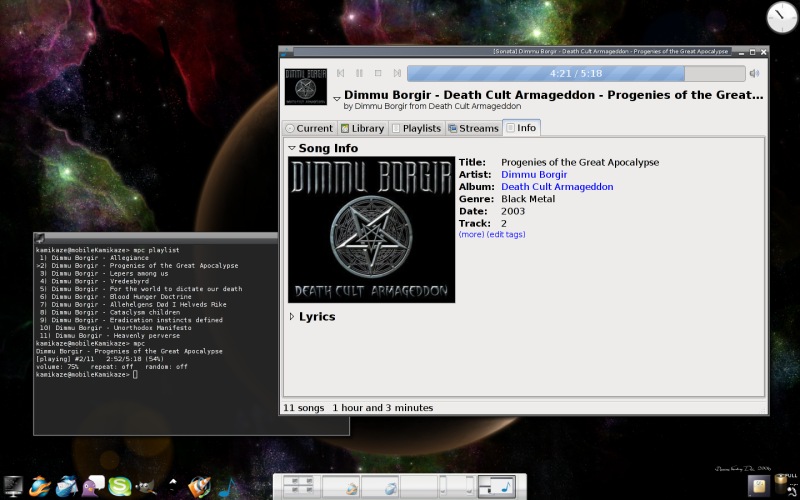 [Sonata] Dimmu Borgir - Death Cult Armageddon - Progenies of the Great Apocalypse
4:21 / 5:18
Dimmu Borgir - Death Cult Armageddon - Progenies of the Great...
by Dimmu Borgir from Death Cult Armageddon
Current Library Playlists Streams Info
Song Info
DIMMU BORGIR
DEATH CULT ARMAGEDDON
Title: Progenies of the Great Apocalypse
Artist: Dimmu Borgir
Album: Death Cult Armageddon
Genre: Black Metal
Date: 2003
Track: 2
(more) (edit tags)
Lyrics
11 songs 1 hour and 3 minutes
kamikaze@mobileKamikaze> mpc playlist
1) Dimmu Borgir - Allegiance
>2) Dimmu Borgir - Progenies of the Great Apocalypse
3) Dimmu Borgir - Lepers among us
4) Dimmu Borgir - Vredesbyrd
5) Dimmu Borgir - For the world to dictate our death
6) Dimmu Borgir - Blood Hunger Doctrine
7) Dimmu Borgir - Allehelgens Død I Helveds Rike
8) Dimmu Borgir - Cataclysm children
9) Dimmu Borgir - Eradication instincts defined
10) Dimmu Borgir - Unorthodox Manifesto
11) Dimmu Borgir - Heavenly perverse
kamikaze@mobileKamikaze> mpc
Dimmu Borgir - Progenies of the Great Apocalypse
[playing] #2/11 2:52/5:18 (54%)
volume: 75% repeat: off random: off
kamikaze@mobileKamikaze>
FULL